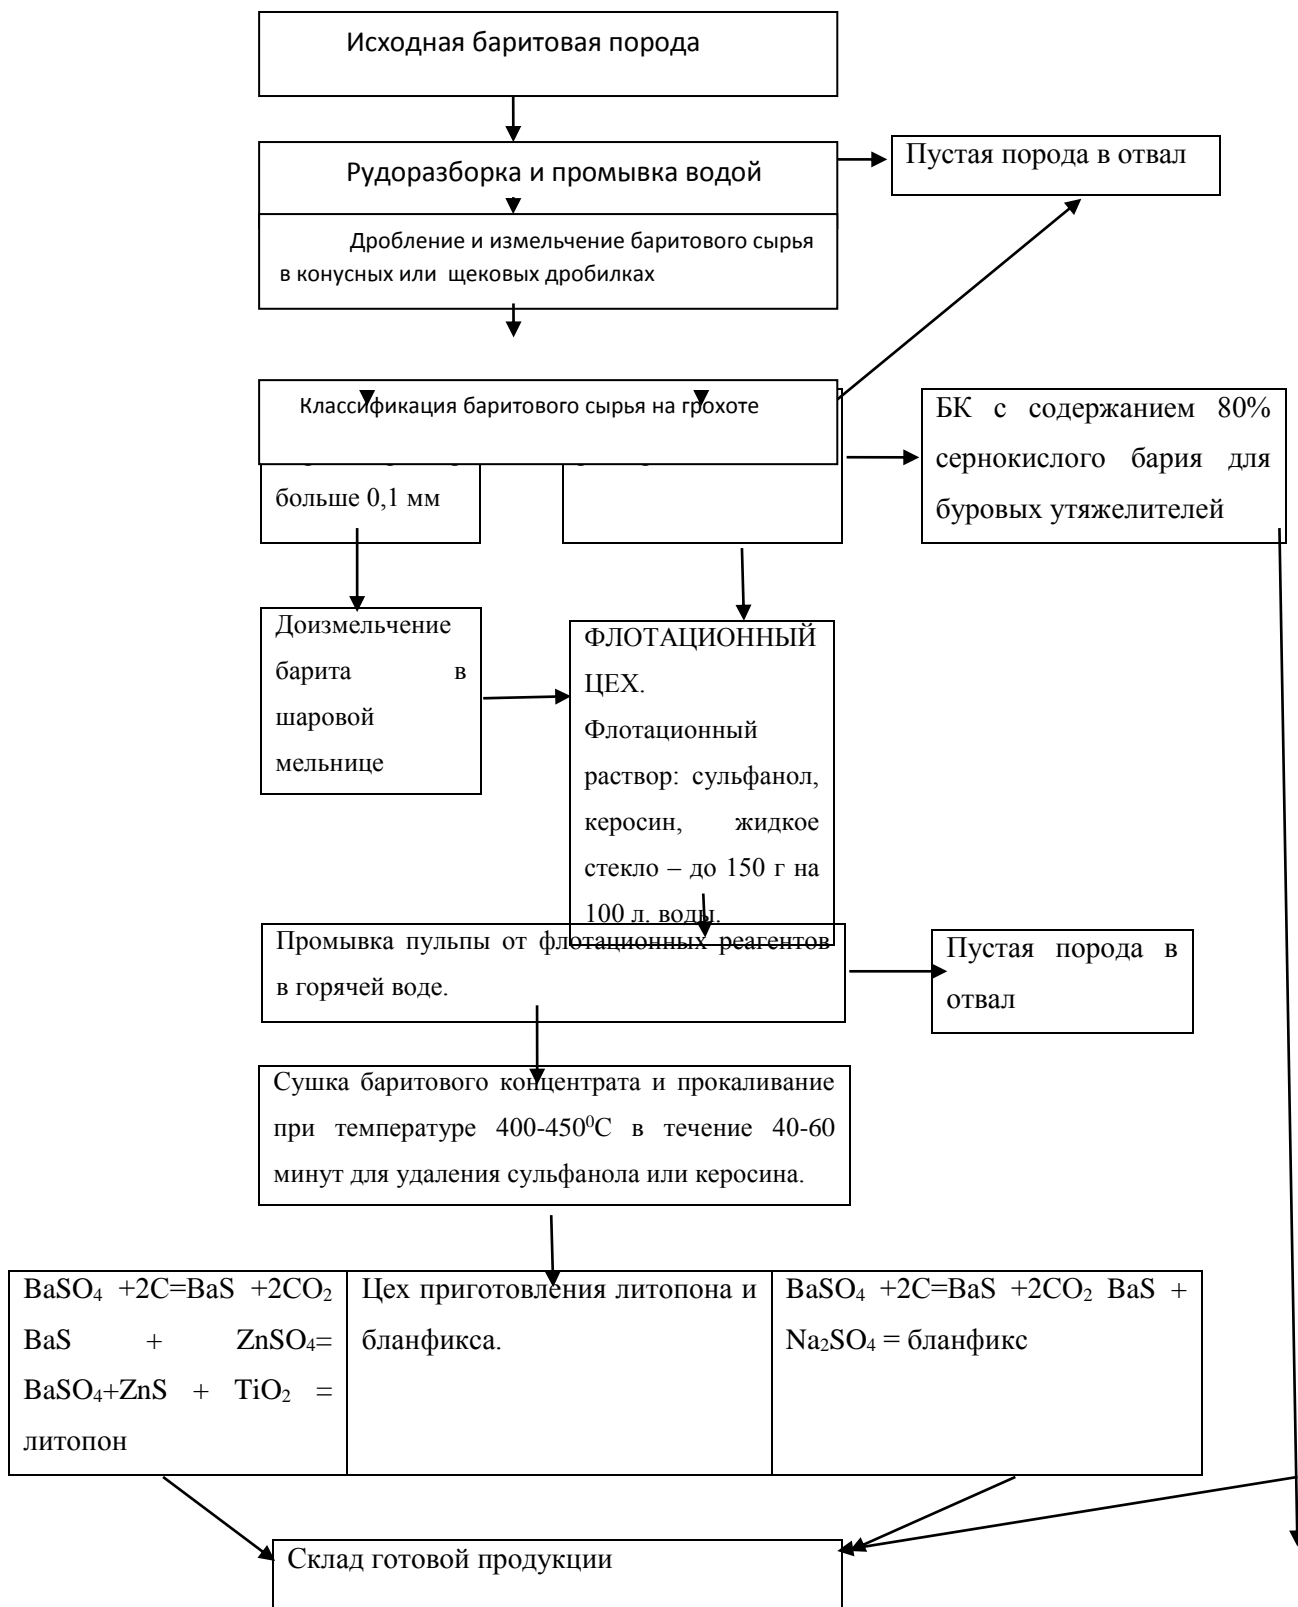 Исходная баритовая порода
Рудоразборка и промывка водой
Пустая порода в отвал
Дробление и измельчение баритового сырья
в конусных или щековых дробилках
Классификация баритового сырья на грохоте
больше 0,1 мм
БК с содержанием 80%
сернокислого бария для
буровых утяжелителей
Доизмельчение
барита в
шаровой
мельнице
ФЛОТАЦИОННЫЙ
ЦЕХ.
Флотационный
раствор: сульфанол,
керосин, жидкое
стекло – до 150 г на
100 л. воды.
Промывка пульпы от флотационных реагентов
в горячей воде.
Пустая порода в
отвал
Сушка баритового концентрата и прокаливание
при температуре 400-450⁰С в течение 40-60
минут для удаления сульфанола или керосина.
BaSO₄ +2C=BaS +2CO₂
BaS + ZnSO₄=
BaSO₄+ZnS + TiO₂ =
литопон
Цех приготовления литопона и
бланфикса.
BaSO₄ +2C=BaS +2CO₂ BaS +
Na₂SO₄ = бланфикс
Склад готовой продукции